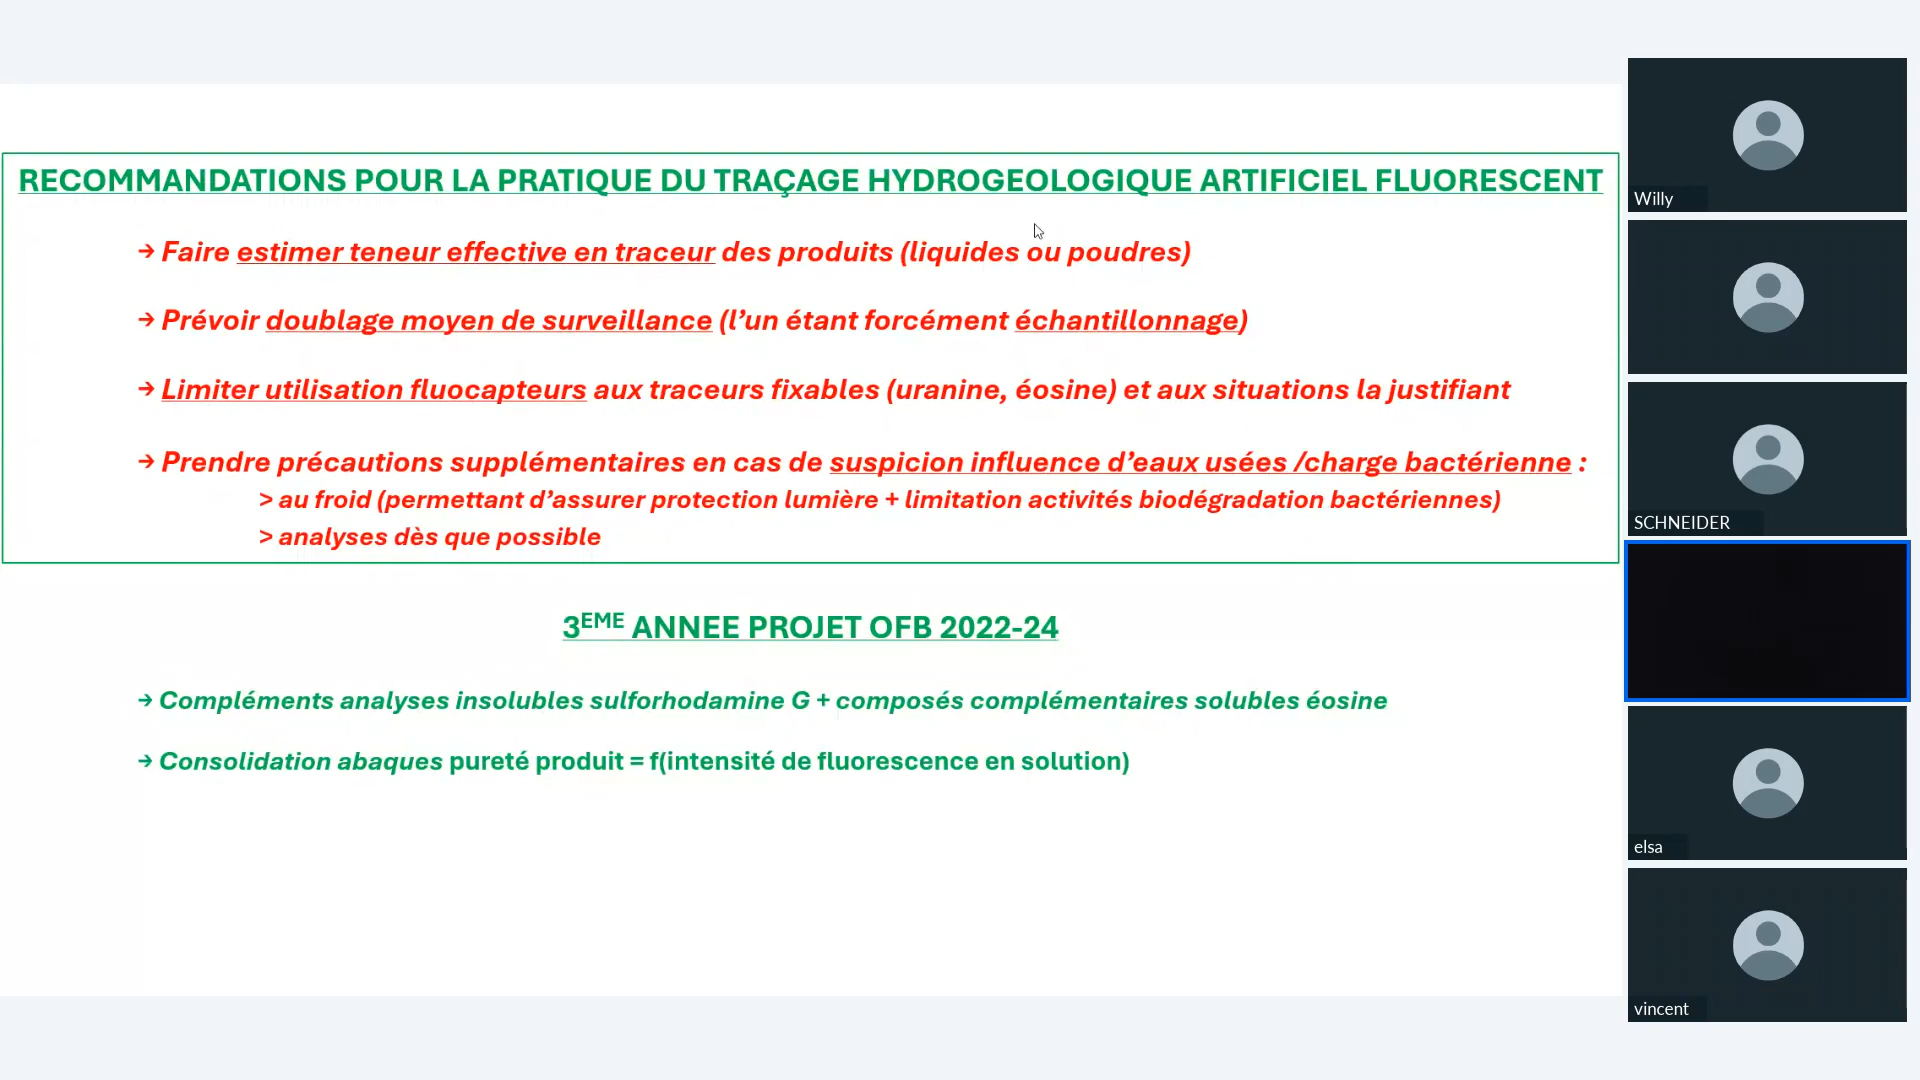 RECOMMANDATIONS POUR LA PRATIQUE DU TRAÇAGE HYDROGEOLOGIQUE ARTIFICIEL FLUORESCENT
→ Faire estimer teneur effective en traceur des produits (liquides ou poudres)
→ Prévoir doublage moyen de surveillance (l’un étant forcément échantillonnage)
→ Limiter utilisation fluocapteurs aux traceurs fixables (uranine, éosine) et aux situations la justifiant
→ Prendre précautions supplémentaires en cas de suspicion influence d’eaux usées /charge bactérienne :
> au froid (permettant d’assurer protection lumière + limitation activités biodégradation bactériennes)
> analyses dès que possible
3EME ANNEE PROJET OFB 2022-24
→ Compléments analyses insolubles sulforhodamine G + composés complémentaires solubles éosine
→ Consolidation abaques pureté produit = f(intensité de fluorescence en solution)
Willy
SCHNEIDER
elsa
vincent